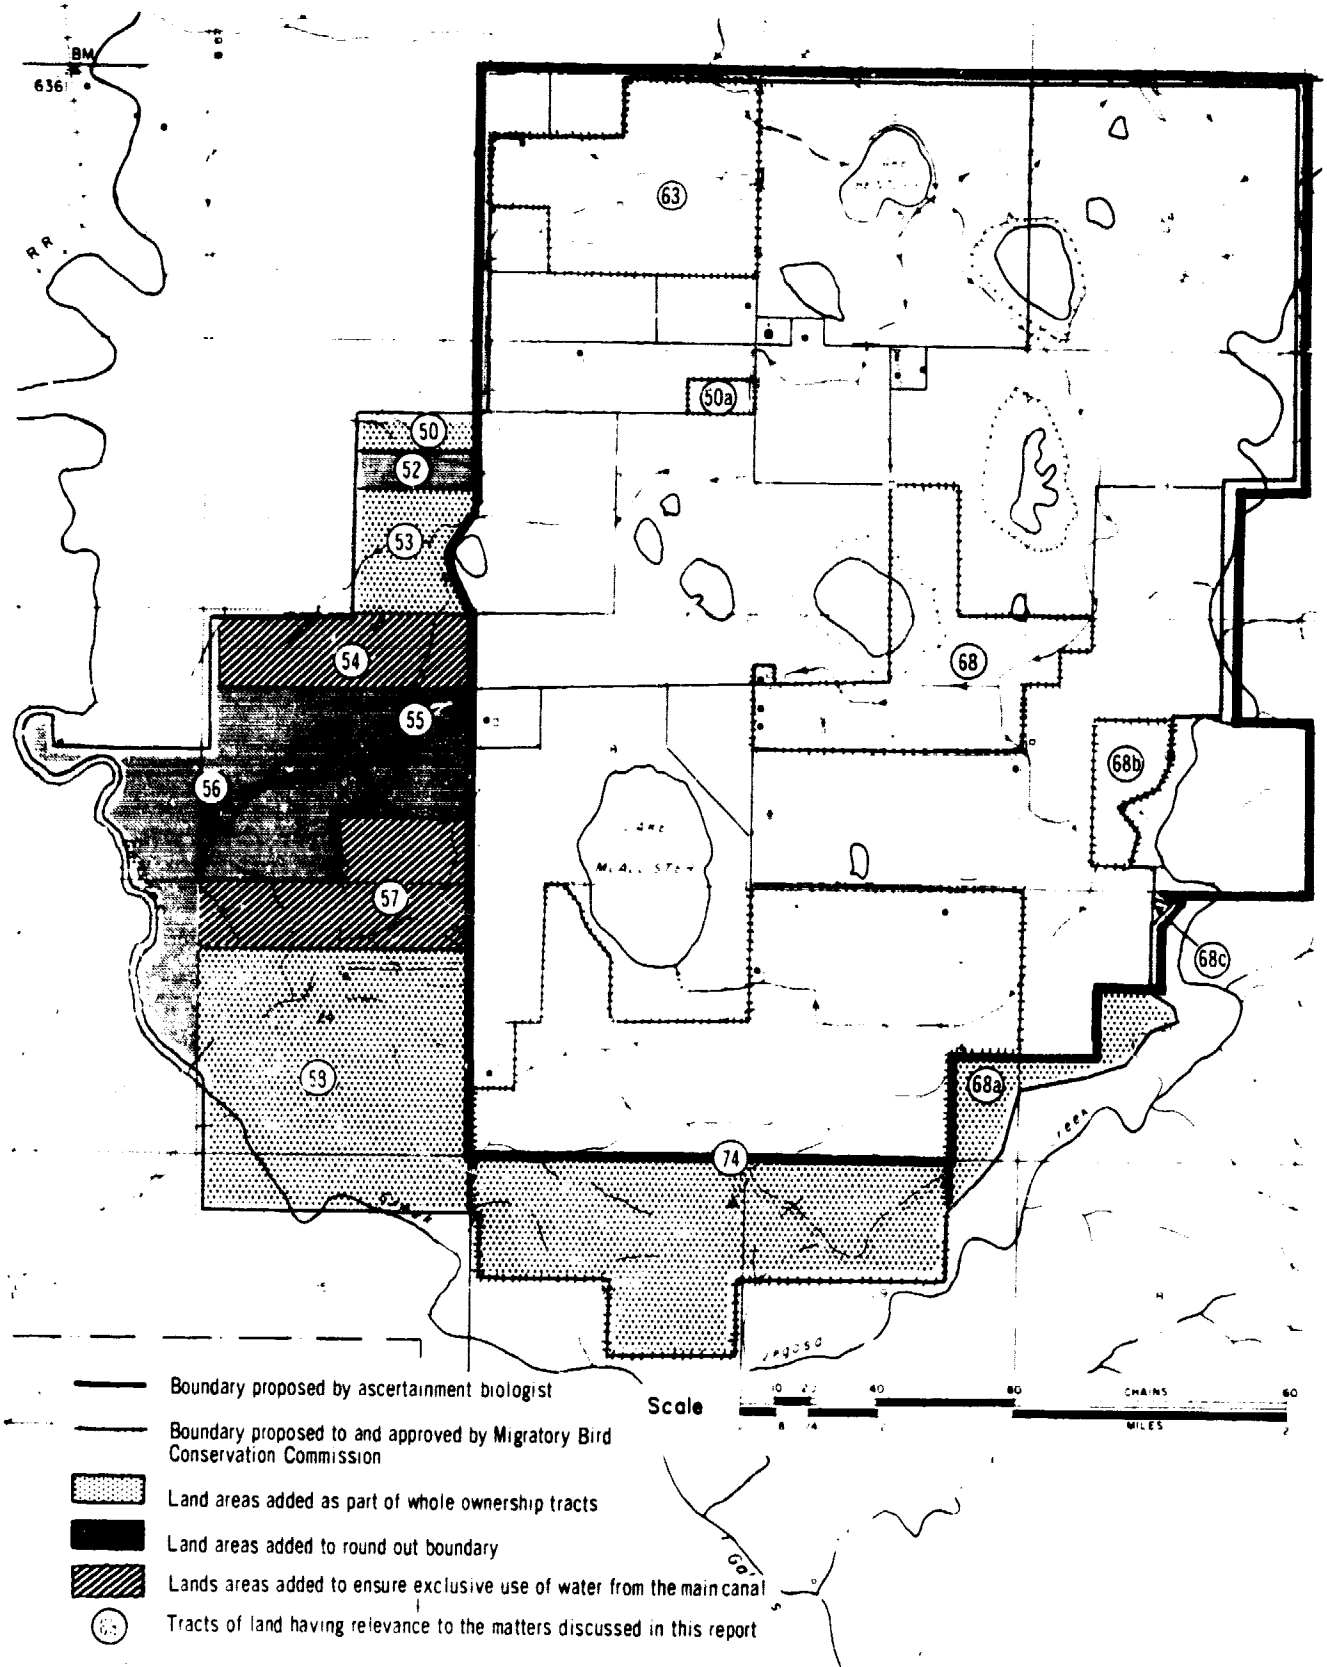 BM
636
R R
63
50a
50
52
53
54
55
68
56
68b
LAKE
McALLISTER
57
68c
24
58
68a
74
H
Scale
10
40
80
CHAINS
60
MILES
2
Boundary proposed by ascertainment biologist
Boundary proposed to and approved by Migratory Bird
Conservation Commission
Land areas added as part of whole ownership tracts
Land areas added to round out boundary
Lands areas added to ensure exclusive use of water from the main canal
Tracts of land having relevance to the matters discussed in this report